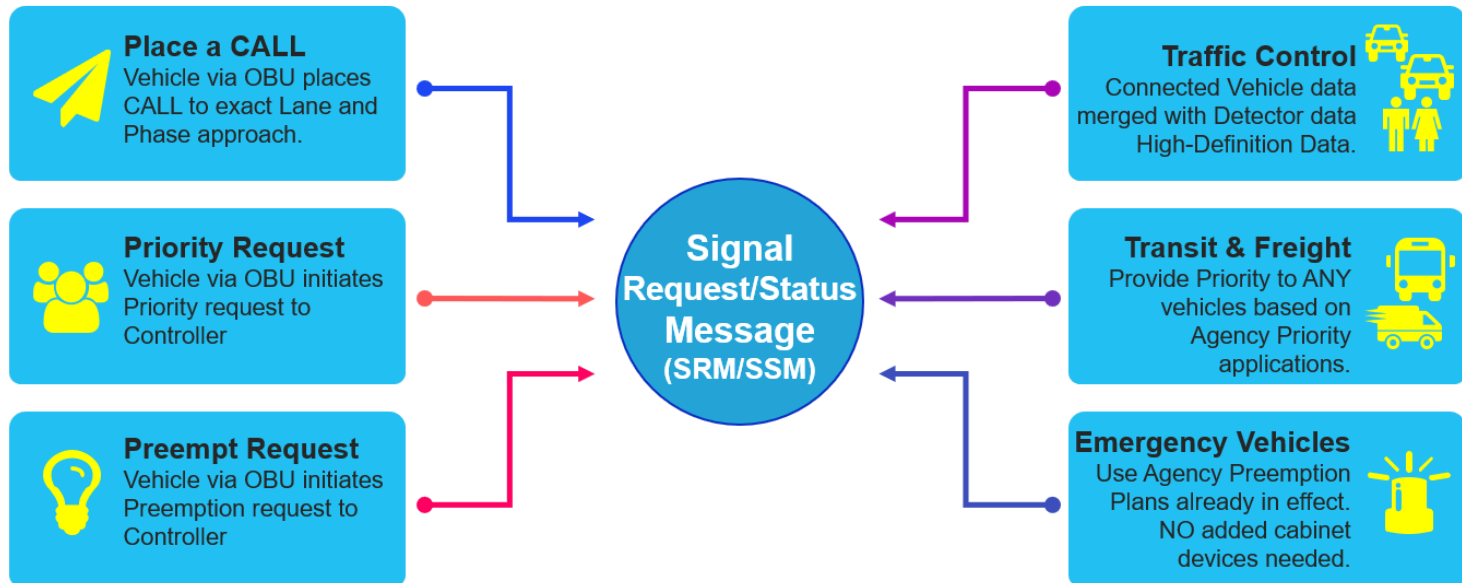 Place a CALL
Vehicle via OBU places
CALL to exact Lane and
Phase approach.
Priority Request
Vehicle via OBU initiates
Priority request to
Controller
Preempt Request
Vehicle via OBU initiates
Preemption request to
Controller
Signal
Request/Status
Message
(SRM/SSM)
Traffic Control
Connected Vehicle data
merged with Detector data
High-Definition Data.
Transit & Freight
Provide Priority to ANY
vehicles based on
Agency Priority
applications.
Emergency Vehicles
Use Agency Preemption
Plans already in effect.
NO added cabinet
devices needed.